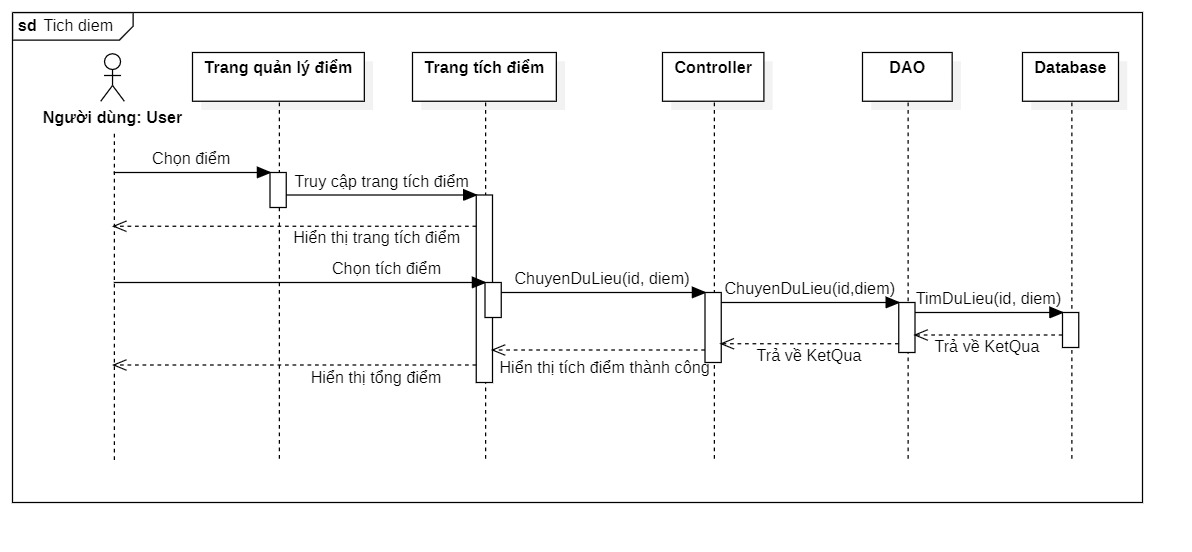 sd Tich diem
Trang quản lý điểm
Trang tích điểm
Controller
DAO
Database
Người dùng: User
Chọn điểm
Truy cập trang tích điểm
Hiển thị trang tích điểm
Chọn tích điểm
ChuyenDuLieu(id, diem)
ChuyenDuLieu(id,diem)
TimDuLieu(id, diem)
Trả về KetQua
Trả về KetQua
Hiển thị tích điểm thành công
Hiển thị tổng điểm